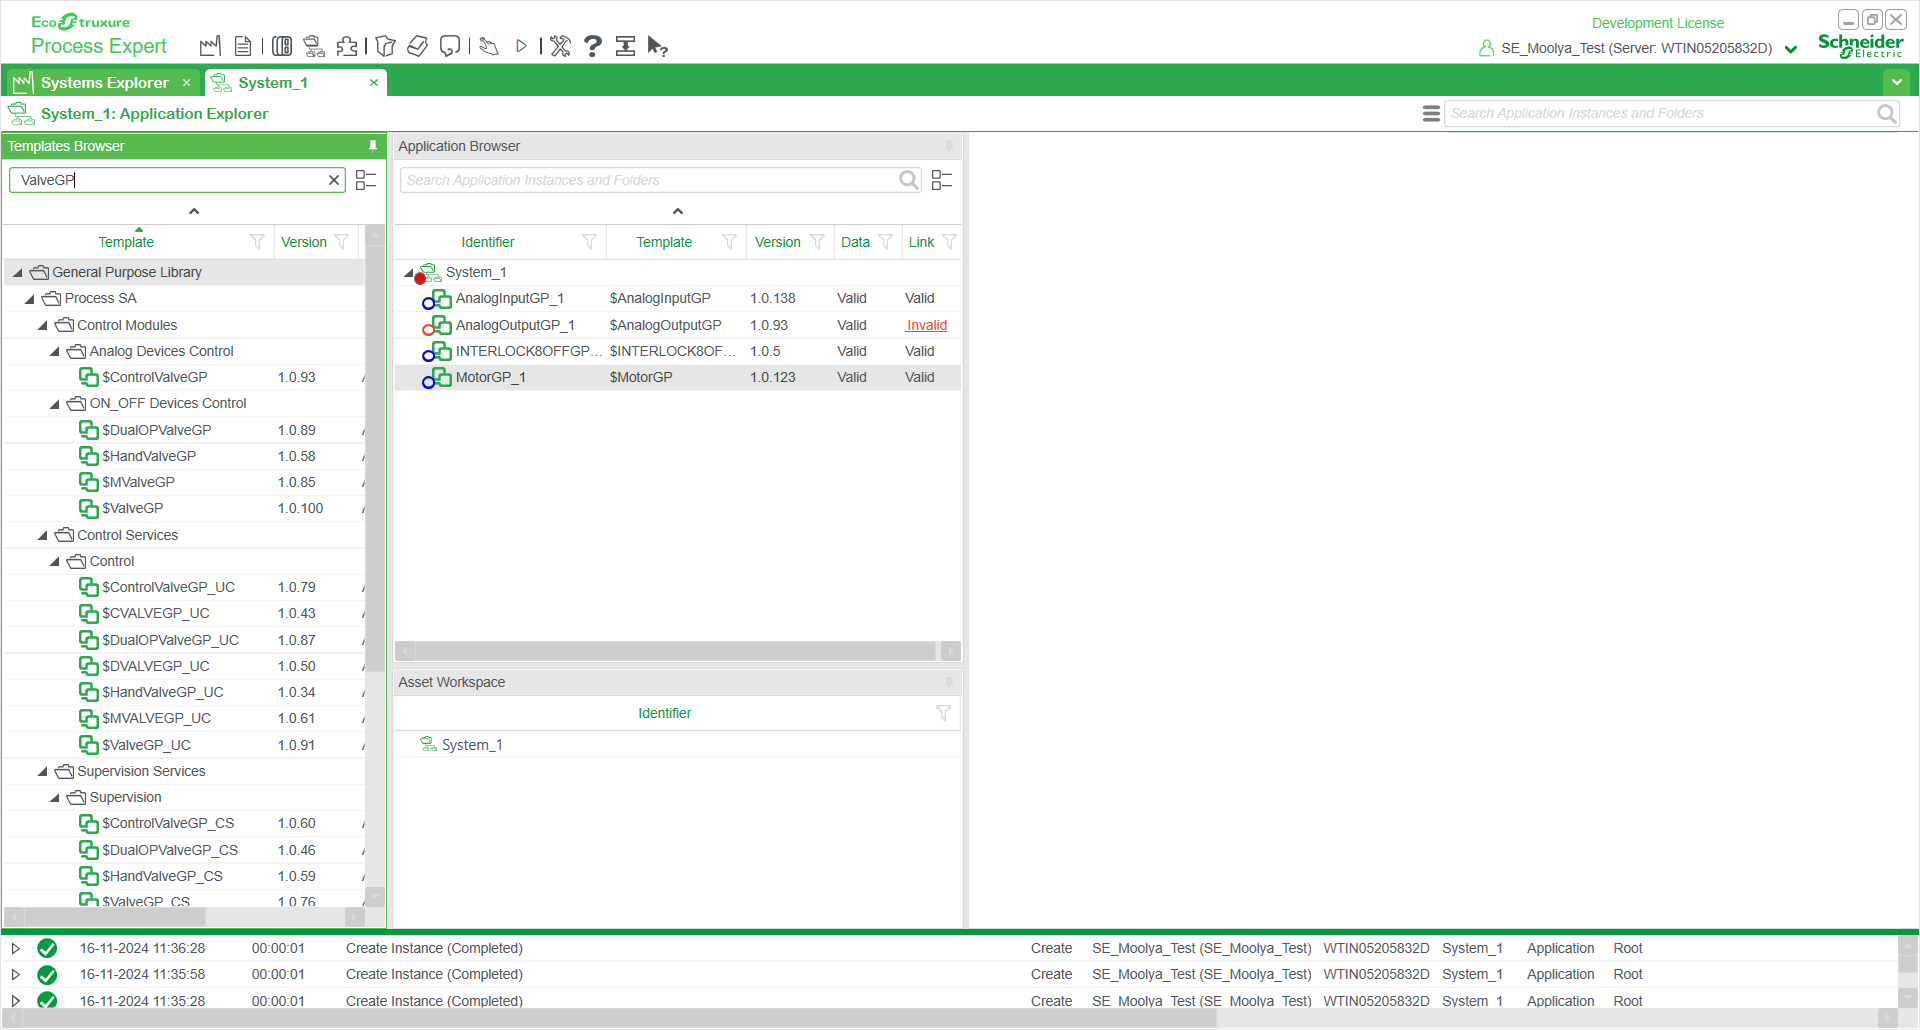 EcoStruxure
Process Expert
Development License
SE_Moolya_Test (Server: WTIN05205832D)
Schneider Electric
Systems Explorer
System_1
System_1: Application Explorer
Search Application Instances and Folders
Templates Browser
ValveGP
Template Version
General Purpose Library
Process SA
Control Modules
Analog Devices Control
$ControlValveGP 1.0.93
ON_OFF Devices Control
$DualOPValveGP 1.0.89
$HandValveGP 1.0.58
$MValveGP 1.0.85
$ValveGP 1.0.100
Control Services
Control
$ControlValveGP_UC 1.0.79
$CVALVEGP_UC 1.0.43
$DualOPValveGP_UC 1.0.87
$DVALVEGP_UC 1.0.50
$HandValveGP_UC 1.0.34
$MVALVEGP_UC 1.0.61
$ValveGP_UC 1.0.91
Supervision Services
Supervision
$ControlValveGP_CS 1.0.60
$DualOPValveGP_CS 1.0.46
$HandValveGP_CS 1.0.59
$ValveGP_CS 1.0.76
Application Browser
Search Application Instances and Folders
Identifier Template Version Data Link
System_1
AnalogInputGP_1 $AnalogInputGP 1.0.138 Valid Valid
AnalogOutputGP_1 $AnalogOutputGP 1.0.93 Valid Invalid
INTERLOCK8OFFGP... $INTERLOCK8OF... 1.0.5 Valid Valid
MotorGP_1 $MotorGP 1.0.123 Valid Valid
Asset Workspace
Identifier
System_1
16-11-2024 11:36:28 00:00:01 Create Instance (Completed) Create SE_Moolya_Test (SE_Moolya_Test) WTIN05205832D System_1 Application Root
16-11-2024 11:35:58 00:00:01 Create Instance (Completed) Create SE_Moolya_Test (SE_Moolya_Test) WTIN05205832D System_1 Application Root
16-11-2024 11:35:28 00:00:01 Create Instance (Completed) Create SE_Moolya_Test (SE_Moolya_Test) WTIN05205832D System_1 Application Root